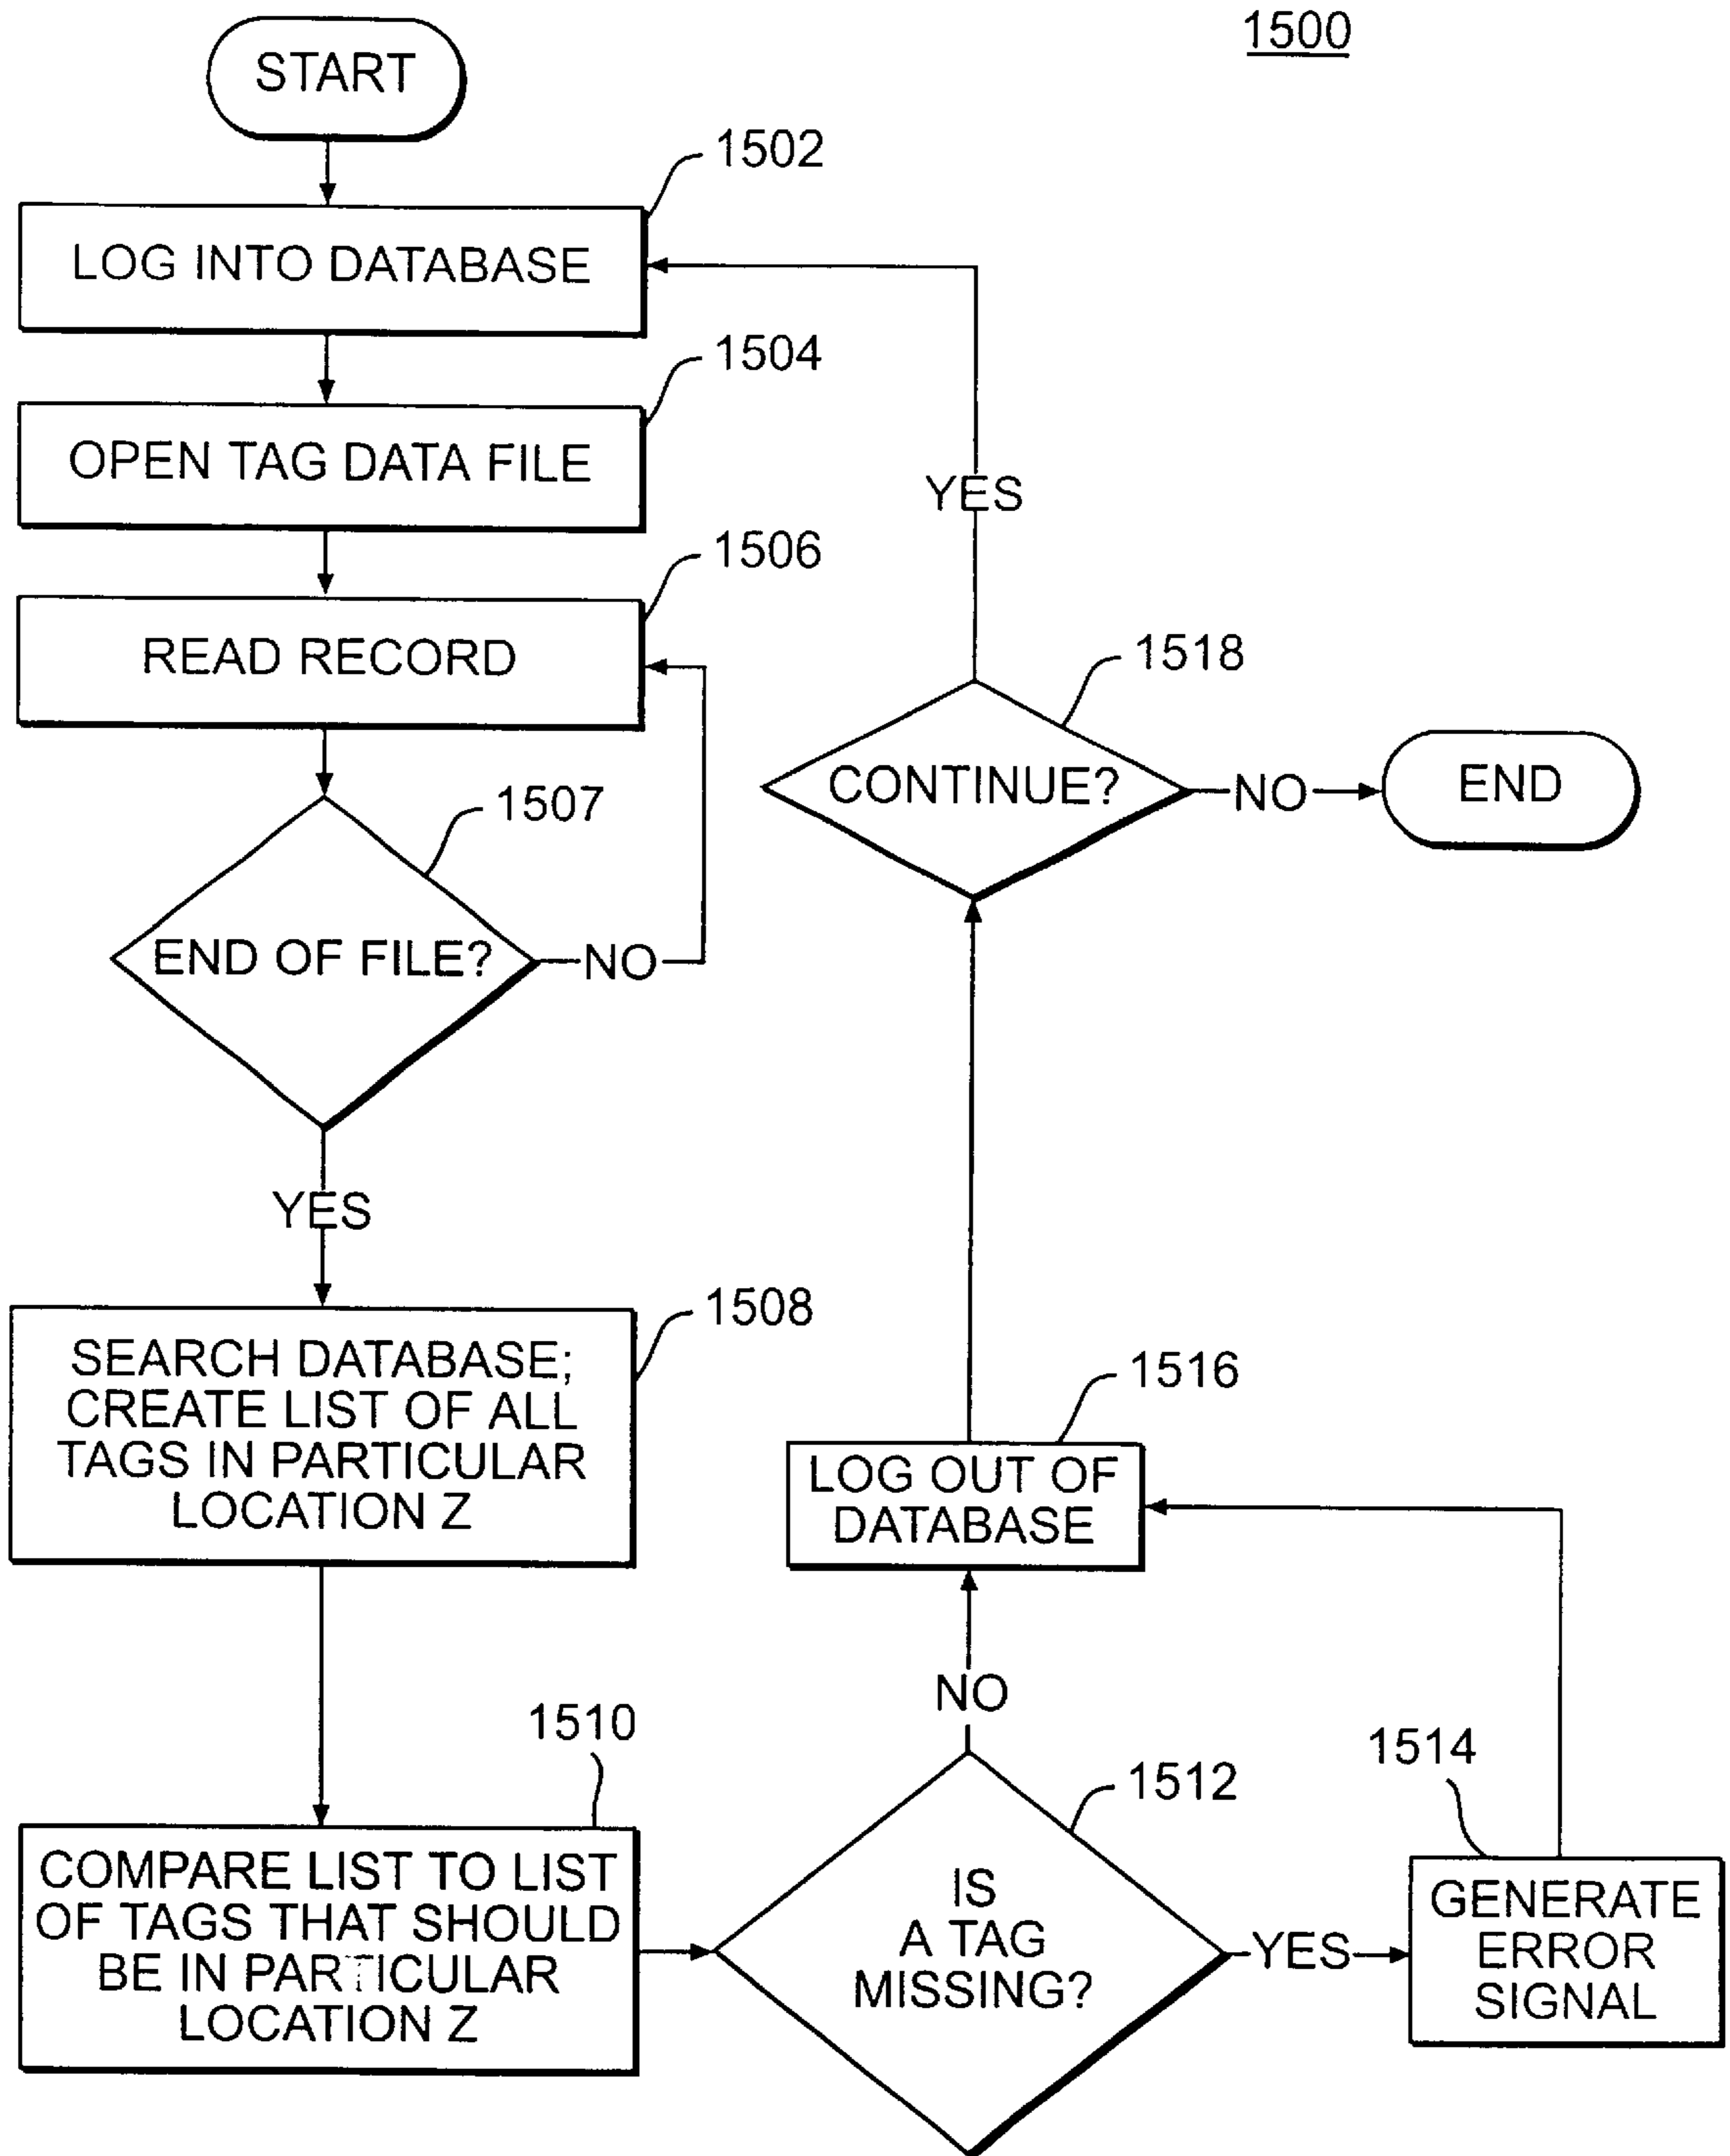 1500
START
1502
LOG INTO DATABASE
1504
OPEN TAG DATA FILE
1506
READ RECORD
1507
END OF FILE?
NO
YES
1508
SEARCH DATABASE;
CREATE LIST OF ALL
TAGS IN PARTICULAR
LOCATION Z
1510
COMPARE LIST TO LIST
OF TAGS THAT SHOULD
BE IN PARTICULAR
LOCATION Z
1512
IS
A TAG
MISSING?
YES
1514
GENERATE
ERROR
SIGNAL
NO
1516
LOG OUT OF
DATABASE
1518
CONTINUE?
YES
NO
END